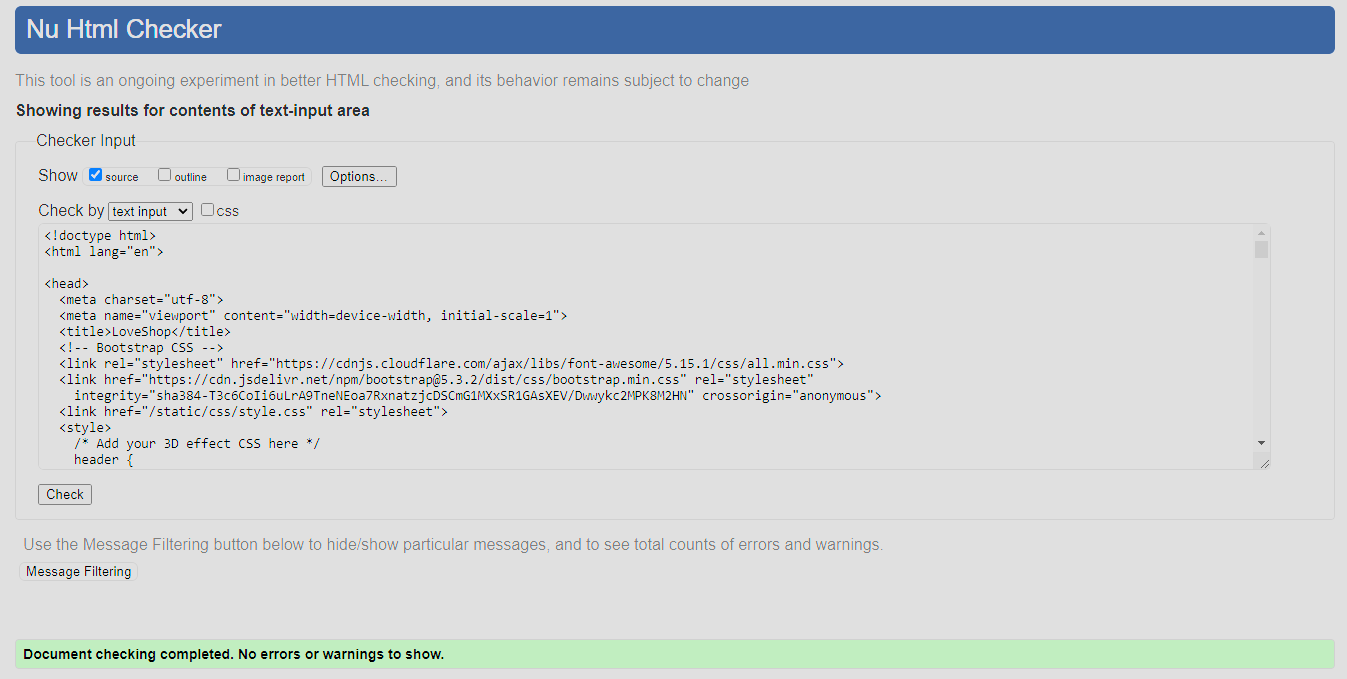 Nu Html Checker
This tool is an ongoing experiment in better HTML checking, and its behavior remains subject to change
Showing results for contents of text-input area
Checker Input
Show source outline image report Options...
Check by text input css
<!doctype html>
<html lang="en">
<head>
<meta charset="utf-8">
<meta name="viewport" content="width=device-width, initial-scale=1">
<title>LoveShop</title>
<!-- Bootstrap CSS -->
<link rel="stylesheet" href="https://cdnjs.cloudflare.com/ajax/libs/font-awesome/5.15.1/css/all.min.css">
<link href="https://cdn.jsdelivr.net/npm/bootstrap@5.3.2/dist/css/bootstrap.min.css" rel="stylesheet"
integrity="sha384-T3c6CoIi6uLrA9TneNEoa7RxnatzjcDSCmG1MXxSR1GAsXEV/Dwwykc2MPK8M2HN" crossorigin="anonymous">
<link href="/static/css/style.css" rel="stylesheet">
<style>
/* Add your 3D effect CSS here */
header {
Check
Use the Message Filtering button below to hide/show particular messages, and to see total counts of errors and warnings.
Message Filtering
Document checking completed. No errors or warnings to show.